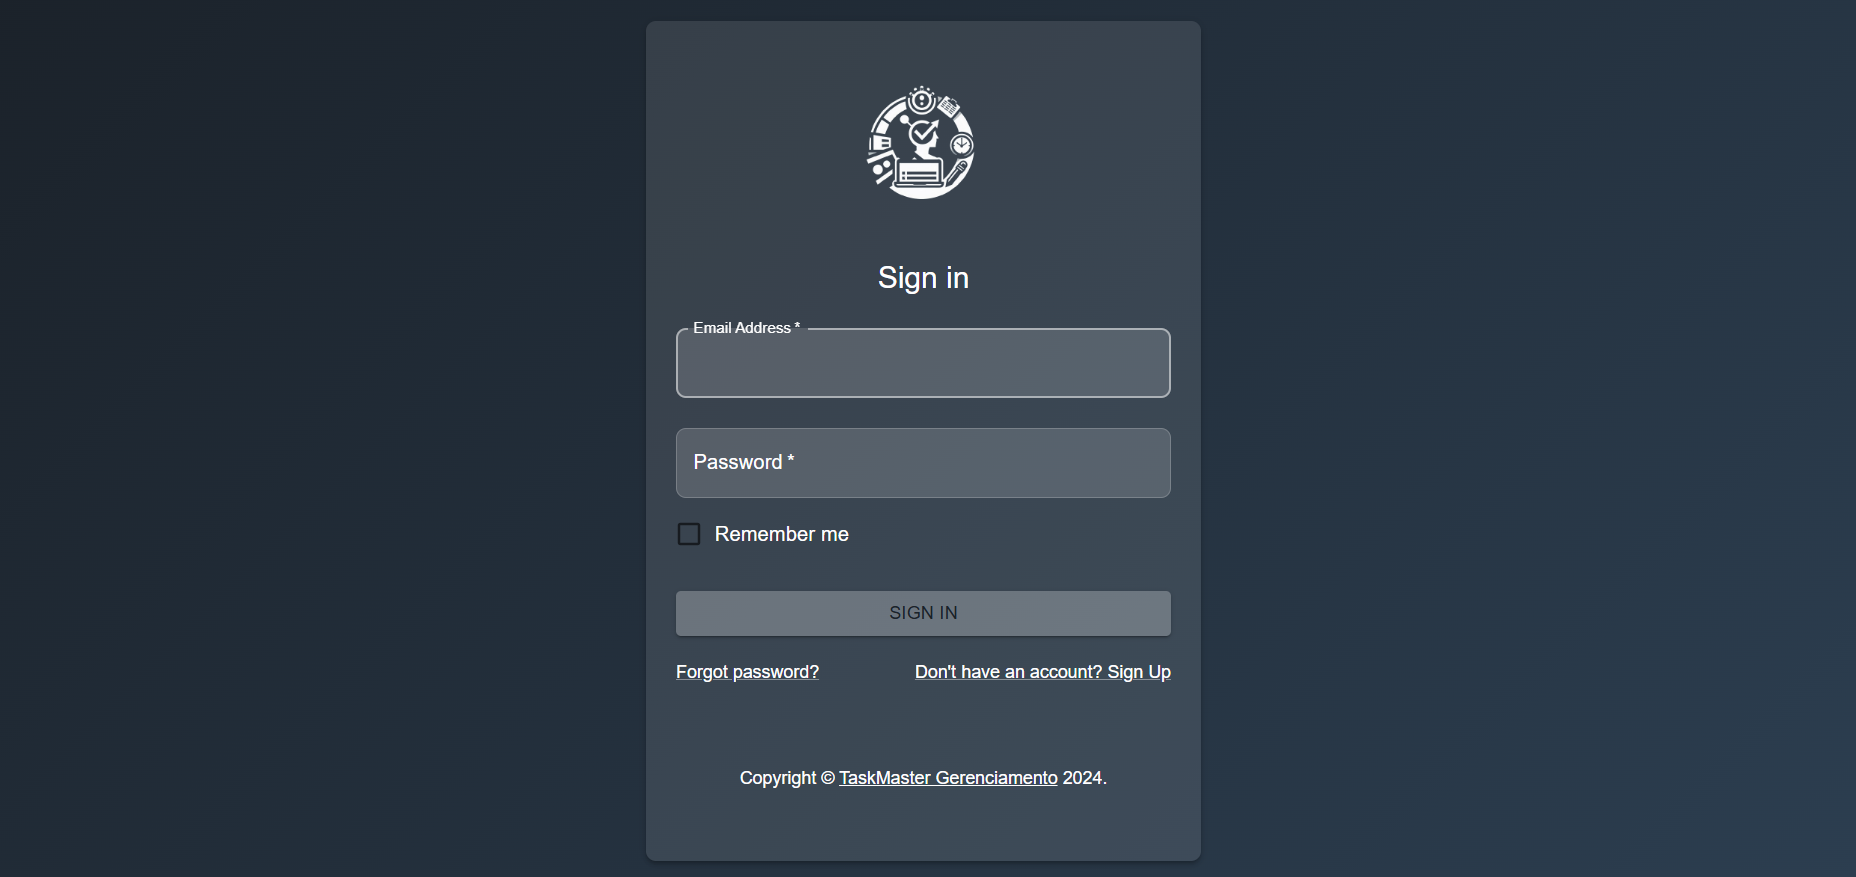 Sign in
Email Address *
Password *
Remember me
SIGN IN
Forgot password? Don't have an account? Sign Up
Copyright © TaskMaster Gerenciamento 2024.